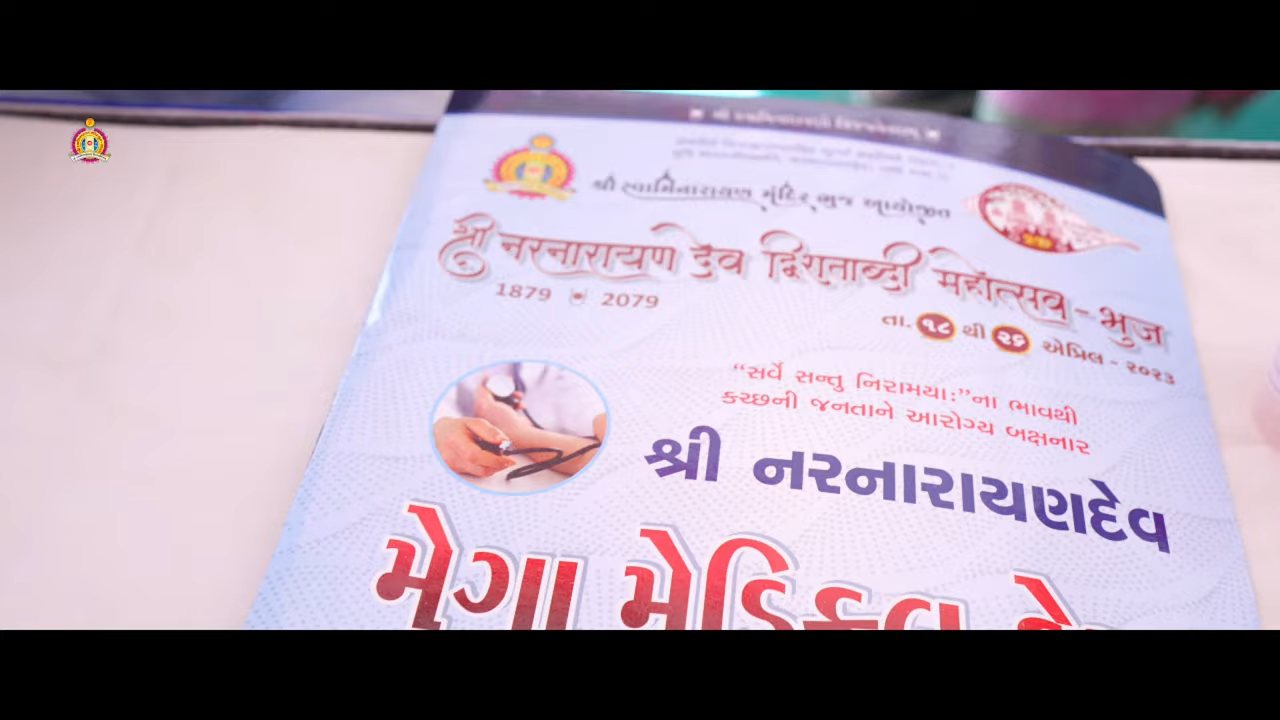 શ્રી સ્વામિનારાયણ મંદિર ભુજ આયોજીત
શ્રી નરનારાયણ દેવ દ્વિશતાબ્દી મહોત્સવ - ભુજ
1879 2079
તા. ૧૮ થી ૨૬ એપ્રિલ - ૨૦૨૩
“સર્વે સન્તુ નિરામયાઃ”ના ભાવથી
કચ્છની જનતાને આરોગ્ય બક્ષનાર
શ્રી નરનારાયણદેવ
મેગા મેડિકલ